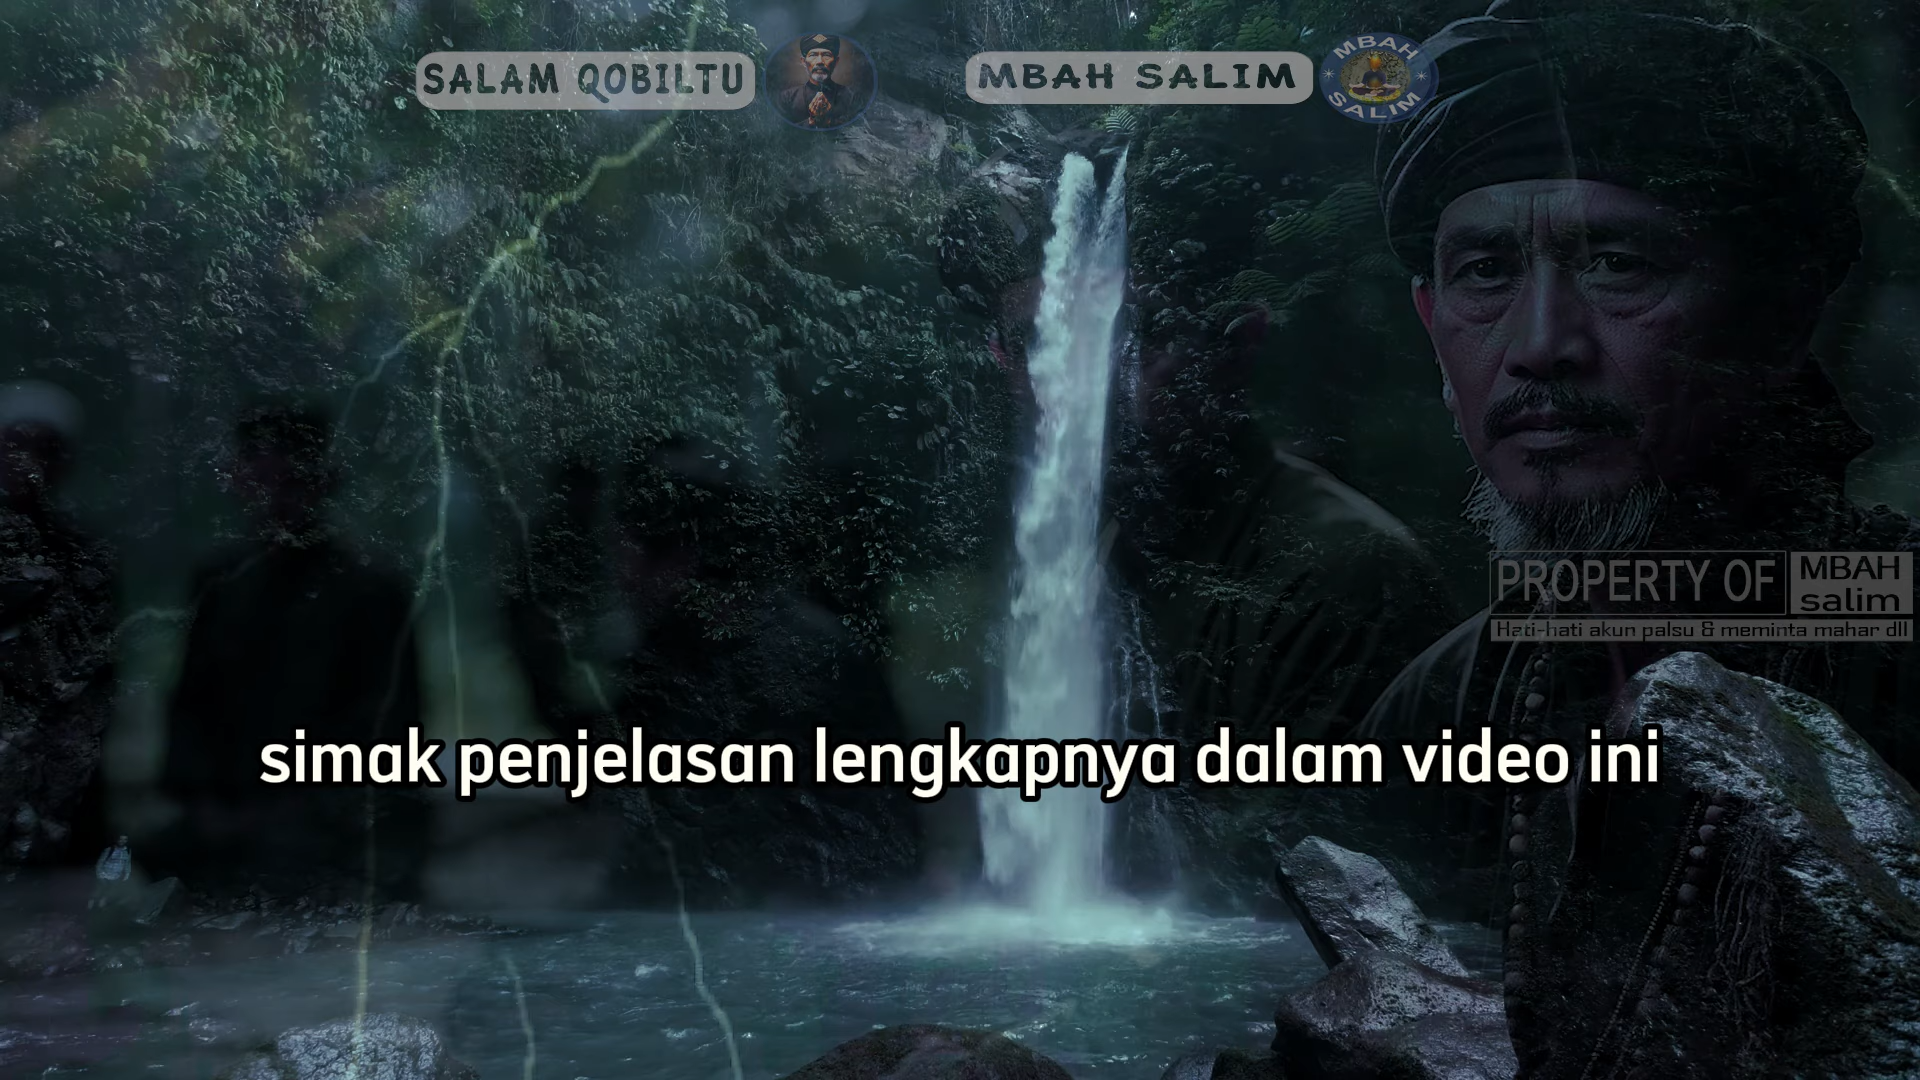 SALAM QOBILTU
MBAH SALIM
MBAH
SALIM
PROPERTY OF MBAH salim
Hati-hati akun palsu & meminta mahar dll
simak penjelasan lengkapnya dalam video ini